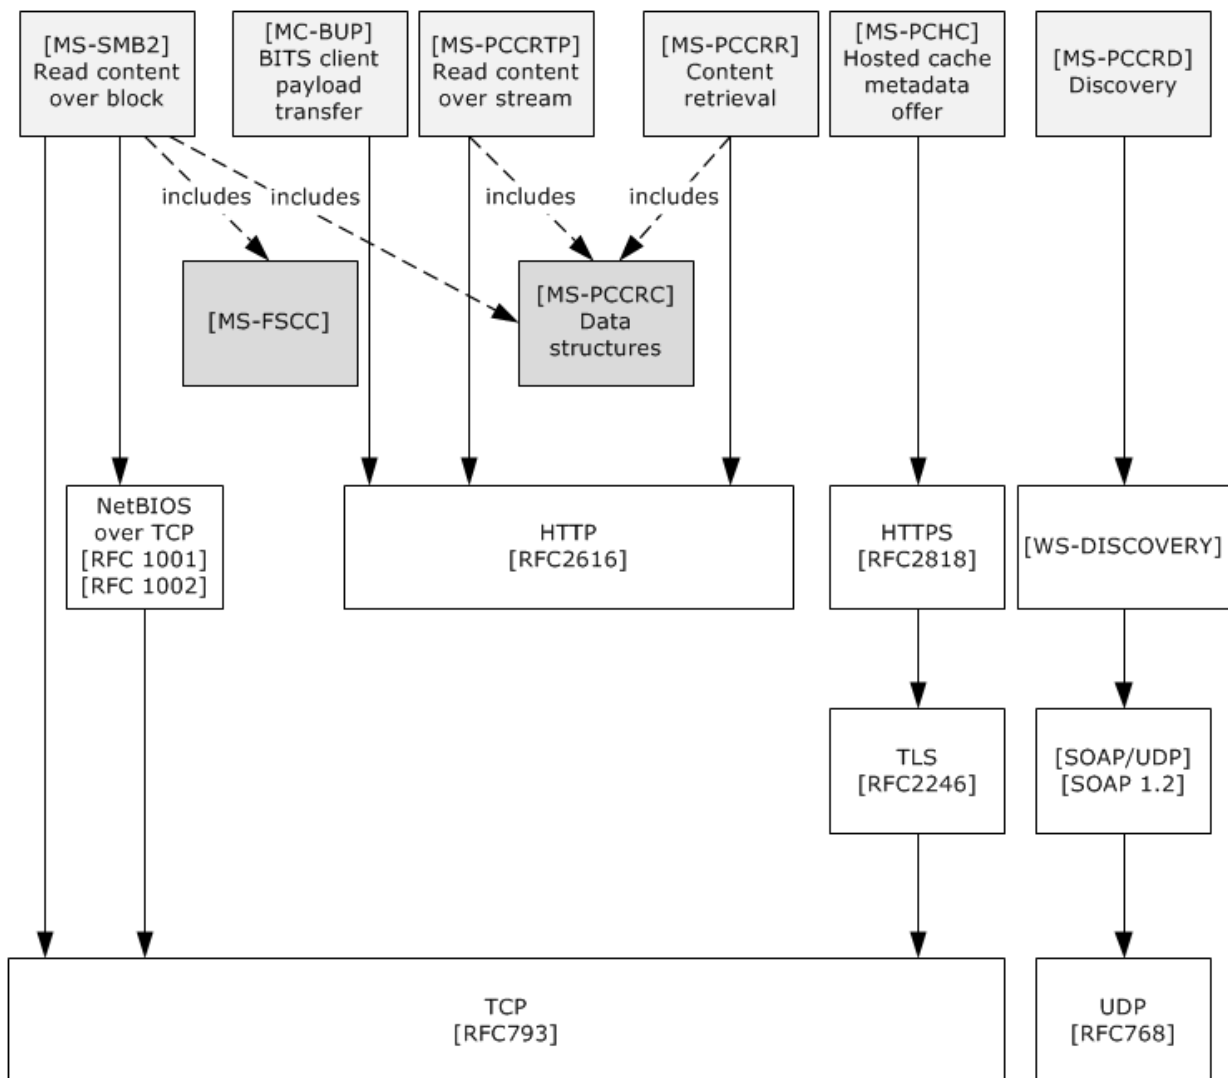 [MS-SMB2]
Read content
over block
[MC-BUP]
BITS client
payload
transfer
[MS-PCCRTP]
Read content
over stream
[MS-PCCRR]
Content
retrieval
[MS-PCHC]
Hosted cache
metadata
offer
[MS-PCCRD]
Discovery
includes
includes
includes
includes
[MS-FSCC]
[MS-PCCRC]
Data
structures
NetBIOS
over TCP
[RFC 1001]
[RFC 1002]
HTTP
[RFC2616]
HTTPS
[RFC2818]
[WS-DISCOVERY]
TLS
[RFC2246]
[SOAP/UDP]
[SOAP 1.2]
TCP
[RFC793]
UDP
[RFC768]